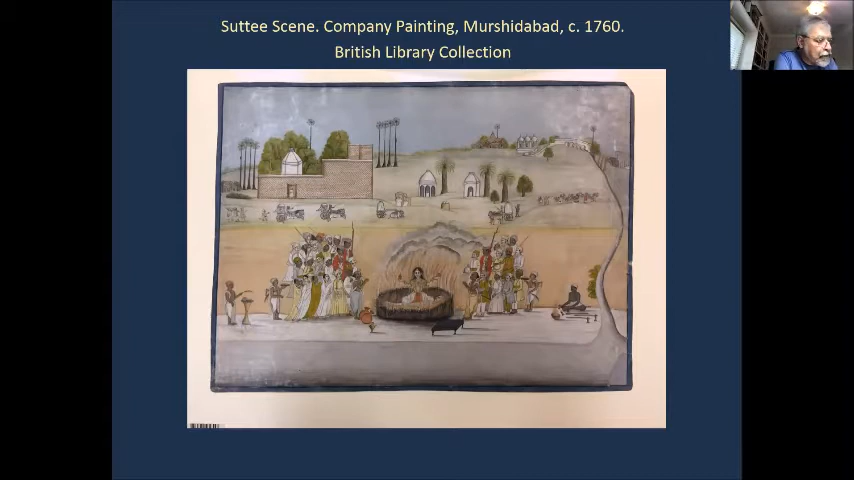 Suttee Scene. Company Painting, Murshidabad, c. 1760.
British Library Collection